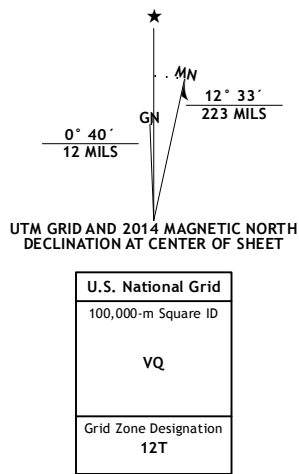 ★
MN
GN
12° 33´
223 MILS
0° 40´
12 MILS
UTM GRID AND 2014 MAGNETIC NORTH
DECLINATION AT CENTER OF SHEET
U.S. National Grid
100,000-m Square ID
VQ
Grid Zone Designation
12T